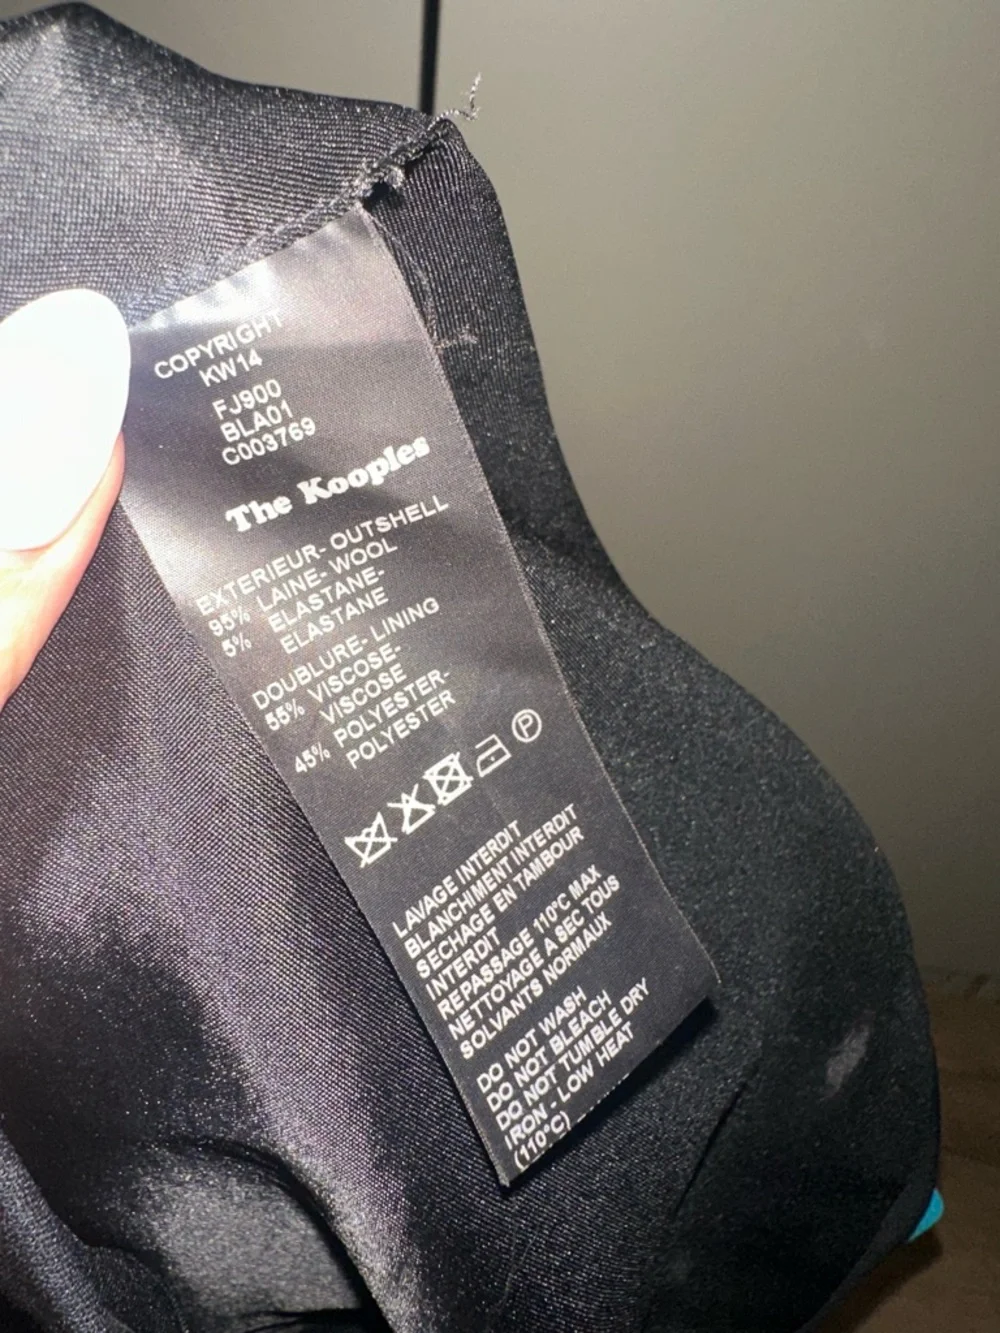 COPYRIGHT
KW14
FJ900
BLA01
C003769
The Kooples
EXTERIEUR- OUTSHELL
95% LAINE- WOOL
5% ELASTANE-
ELASTANE
DOUBLURE- LINING
55% VISCOSE-
VISCOSE
45% POLYESTER-
POLYESTER
P
LAVAGE INTERDIT
BLANCHIMENT INTERDIT
SECHAGE EN TAMBOUR
INTERDIT
REPASSAGE 110°C MAX
NETTOYAGE A SEC TOUS
SOLVANTS NORMAUX
DO NOT WASH
DO NOT BLEACH
DO NOT TUMBLE DRY
IRON - LOW HEAT
(110°C)